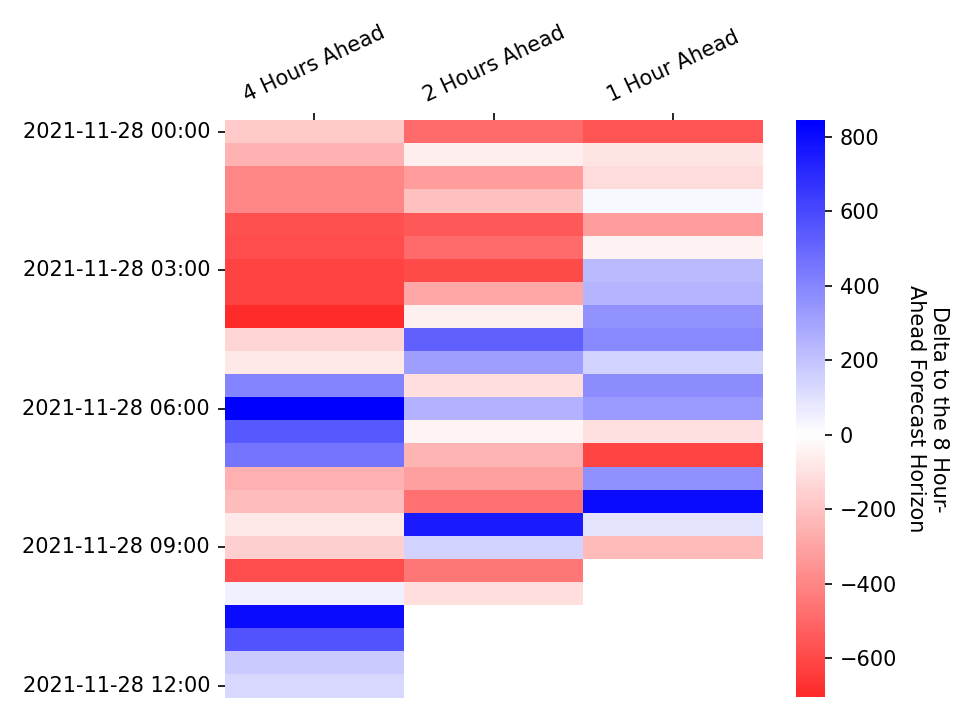 4 Hours Ahead
2 Hours Ahead
1 Hour Ahead
2021-11-28 00:00
2021-11-28 03:00
2021-11-28 06:00
2021-11-28 09:00
2021-11-28 12:00
800
600
400
200
0
−200
−400
−600
Delta to the 8 Hour-
Ahead Forecast Horizon